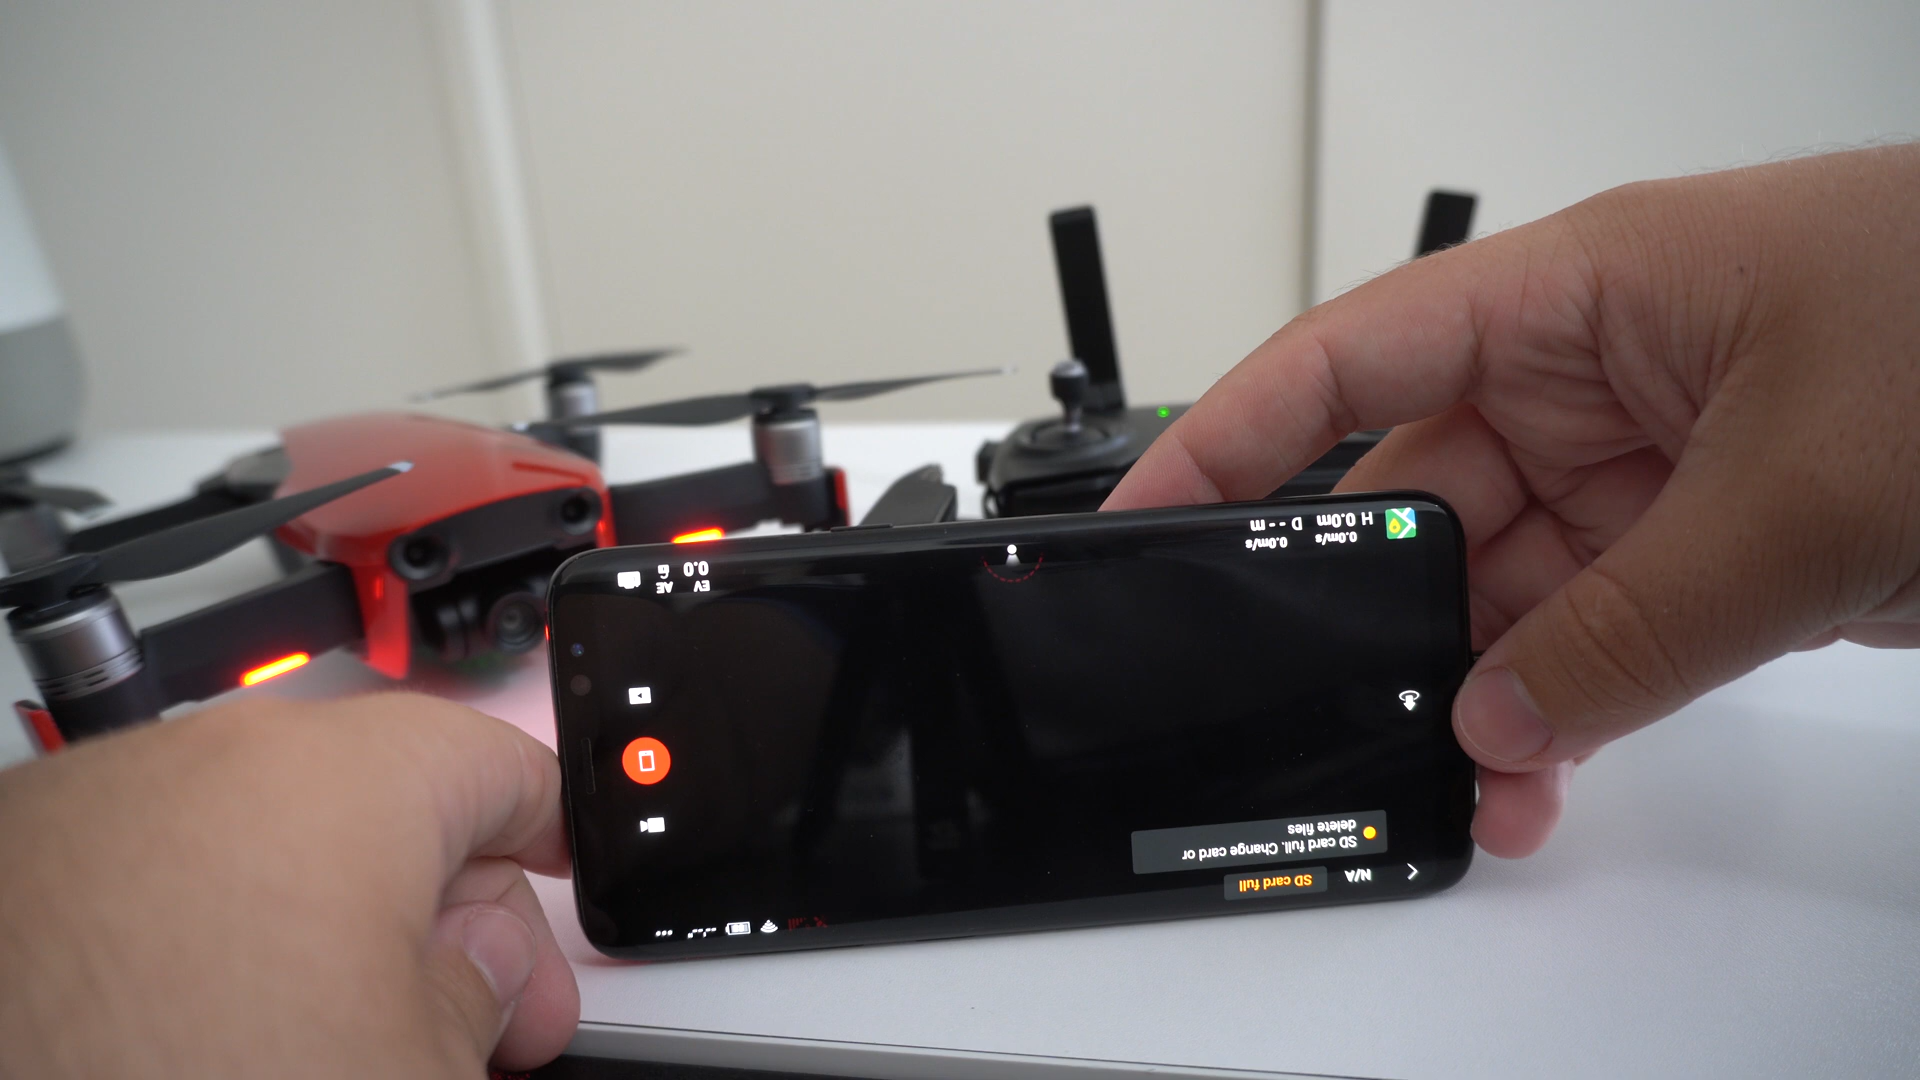 N/A
SD card full
SD card full. Change card or
delete files
EV
AE
0.0
0.0m/s 0.0m/s
H 0.0m D -- m